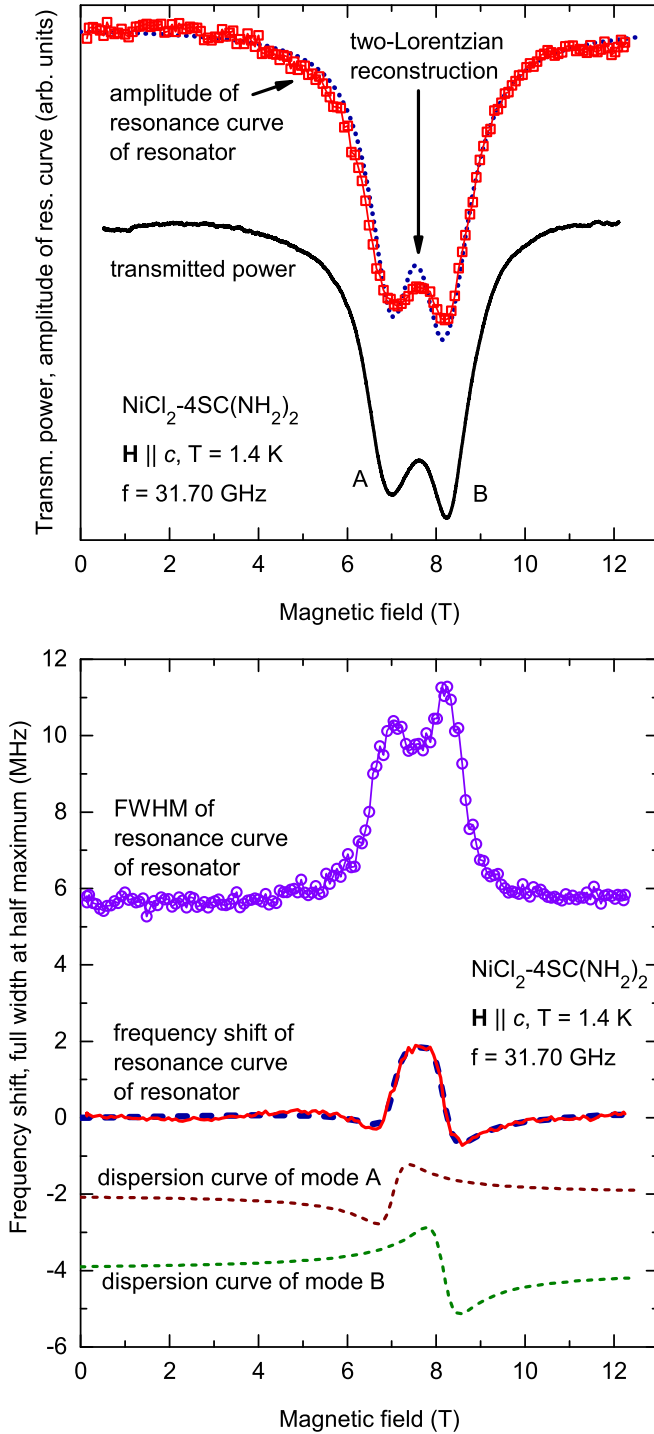 Transm. power, amplitude of res. curve (arb. units)
two-Lorentzian
reconstruction
amplitude of
resonance curve
of resonator
transmitted power
NiCl2-4SC(NH2)2
H || c, T = 1.4 K
f = 31.70 GHz
A
B
0 2 4 6 8 10 12
Magnetic field (T)
Frequency shift, full width at half maximum (MHz)
12
10
8
6
4
2
0
-2
-4
-6
FWHM of
resonance curve
of resonator
NiCl2-4SC(NH2)2
H || c, T = 1.4 K
f = 31.70 GHz
frequency shift of
resonance curve
of resonator
dispersion curve of mode A
dispersion curve of mode B
0 2 4 6 8 10 12
Magnetic field (T)